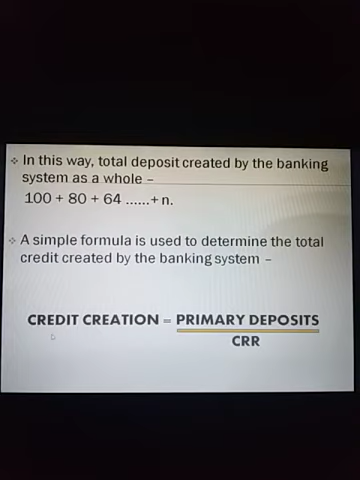 In this way, total deposit created by the banking
system as a whole –
100 + 80 + 64 ......+ n.
A simple formula is used to determine the total
credit created by the banking system –
CREDIT CREATION = PRIMARY DEPOSITS
CRR